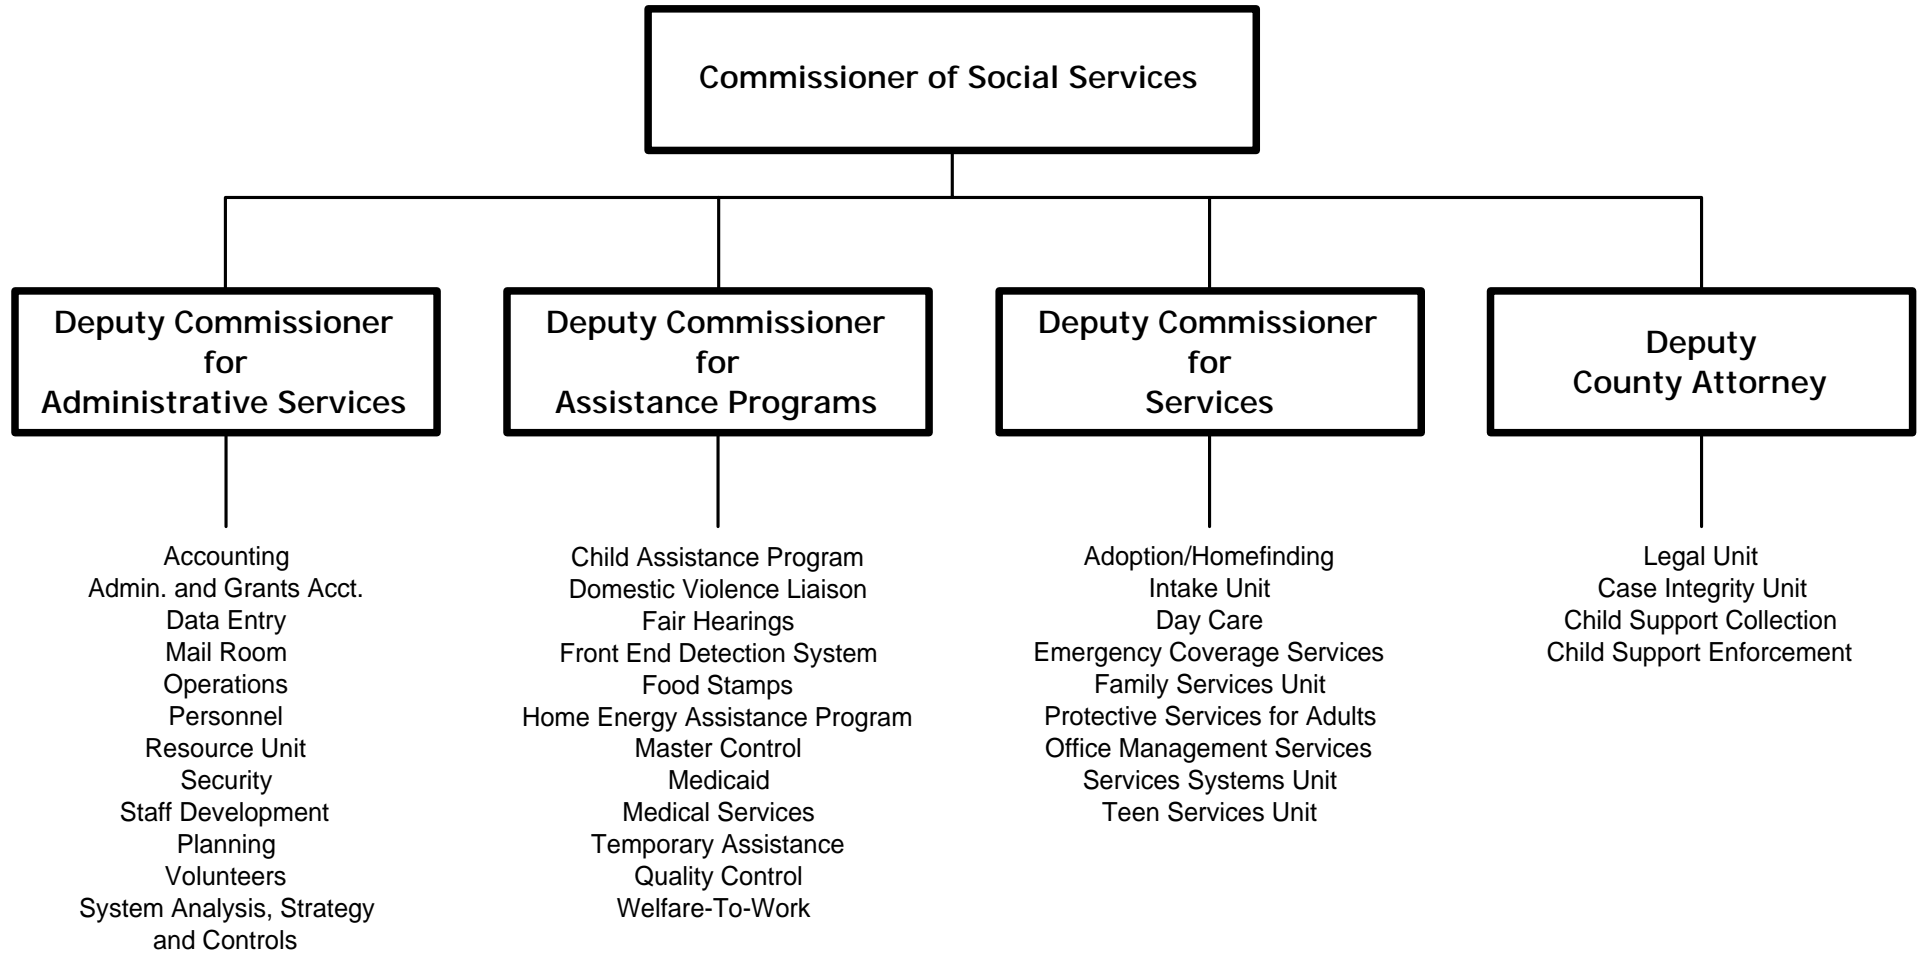 Commissioner of Social Services
Deputy Commissioner
for
Administrative Services
Deputy Commissioner
for
Assistance Programs
Deputy Commissioner
for
Services
Deputy
County Attorney
Accounting
Admin. and Grants Acct.
Data Entry
Mail Room
Operations
Personnel
Resource Unit
Security
Staff Development
Planning
Volunteers
System Analysis, Strategy
and Controls
Child Assistance Program
Domestic Violence Liaison
Fair Hearings
Front End Detection System
Food Stamps
Home Energy Assistance Program
Master Control
Medicaid
Medical Services
Temporary Assistance
Quality Control
Welfare-To-Work
Adoption/Homefinding
Intake Unit
Day Care
Emergency Coverage Services
Family Services Unit
Protective Services for Adults
Office Management Services
Services Systems Unit
Teen Services Unit
Legal Unit
Case Integrity Unit
Child Support Collection
Child Support Enforcement